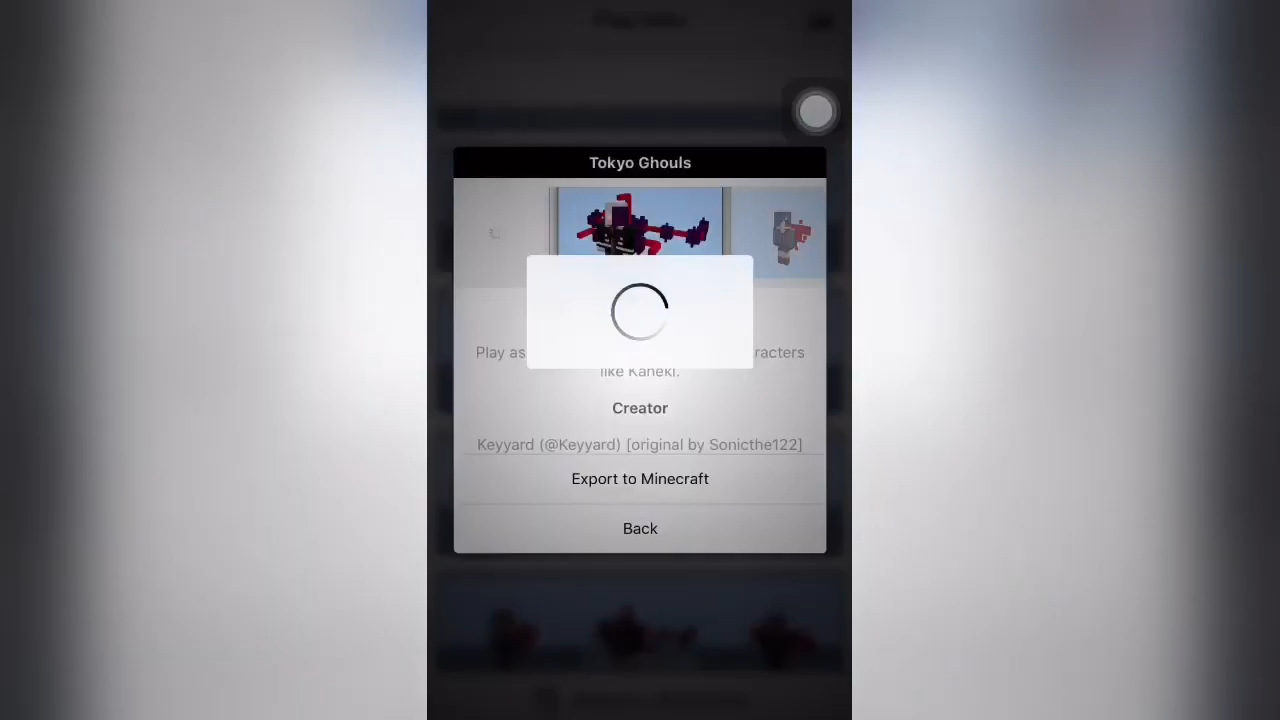 Tokyo Ghouls
Play as racters
like Kaneki.
Creator
Keyyard (@Keyyard) [original by Sonicthe122]
Export to Minecraft
Back